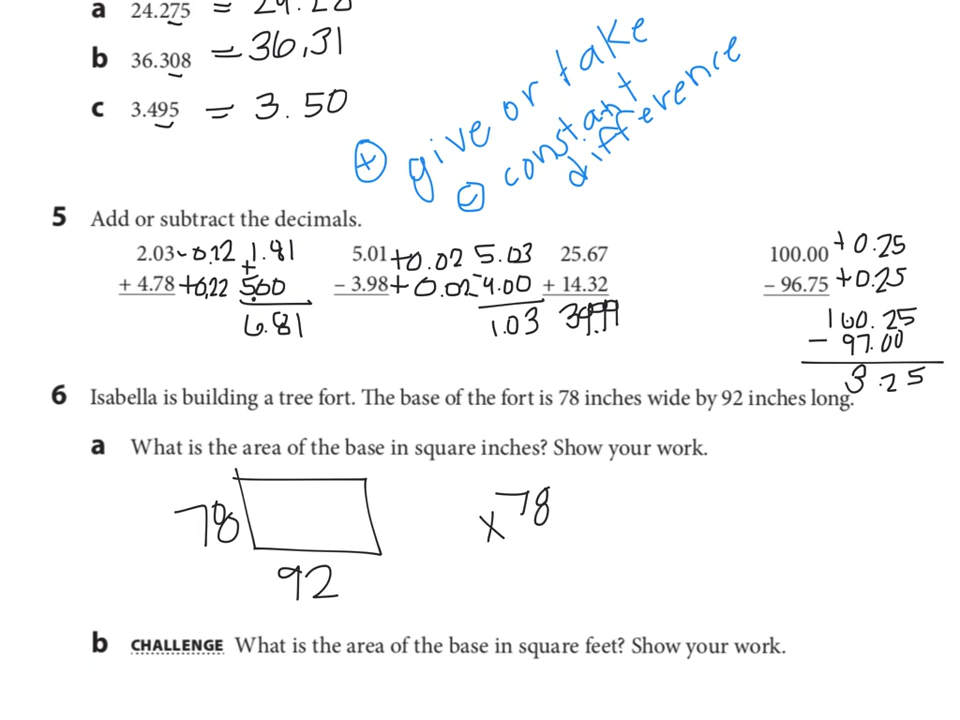 a 24.275 = 24.28
b 36.308 = 36.31
c 3.495 = 3.50
+ give or take
- constant difference
5 Add or subtract the decimals.
2.03 - 0.22 1.81 5.01 + 0.02 5.03 25.67 100.00 + 0.25
+ 4.78 + 0.22 + 5.00 - 3.98 + 0.02 - 4.00 + 14.32 - 96.75 + 0.25
6.81 1.03 39.99 100.25
- 97.00
3.25
6 Isabella is building a tree fort. The base of the fort is 78 inches wide by 92 inches long.
a What is the area of the base in square inches? Show your work.
78 x 78
92
b CHALLENGE What is the area of the base in square feet? Show your work.